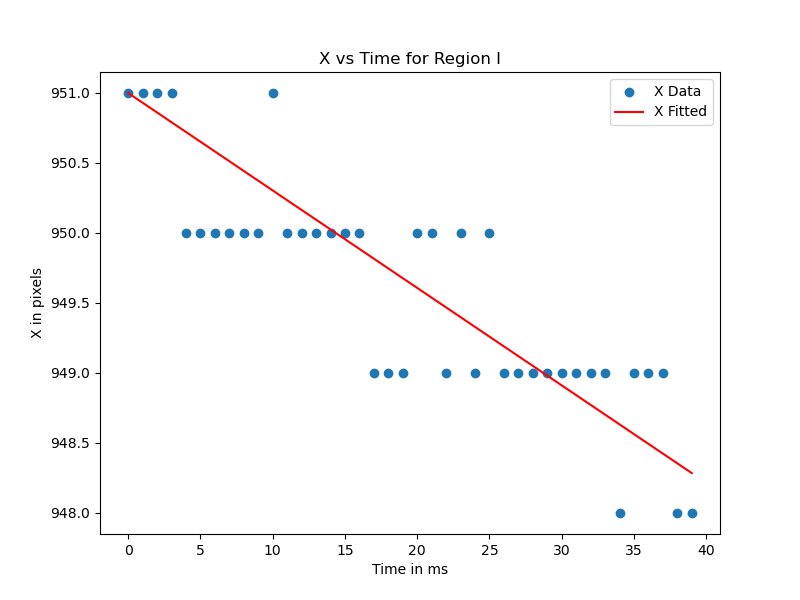 X vs Time for Region I
X Data
X Fitted
951.0
950.5
950.0
949.5
949.0
948.5
948.0
X in pixels
0 5 10 15 20 25 30 35 40
Time in ms